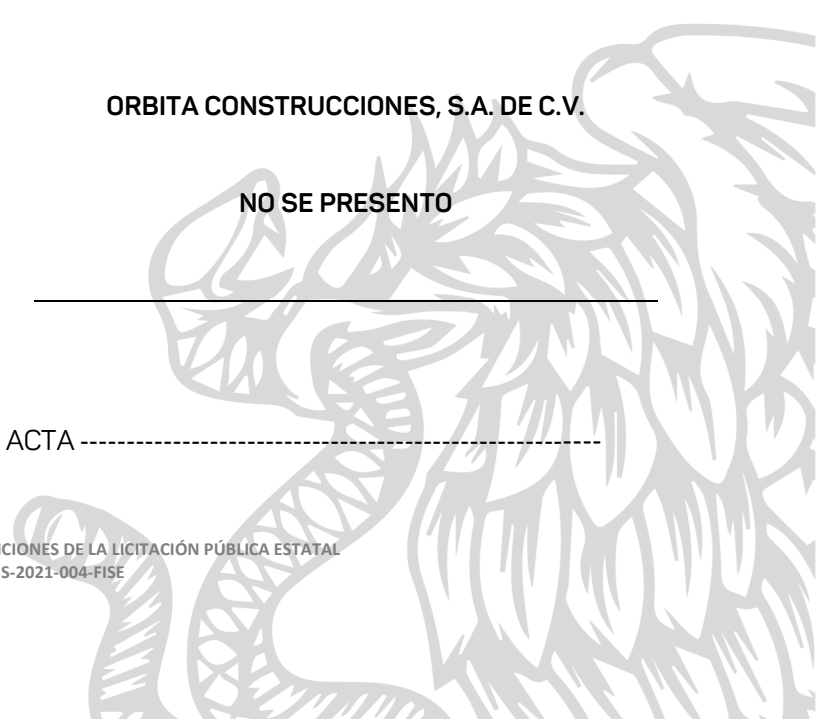 ORBITA CONSTRUCCIONES, S.A. DE C.V.
NO SE PRESENTO
ACTA --------------------------------------------------------
CIONES DE LA LICITACIÓN PÚBLICA ESTATAL
S-2021-004-FISE